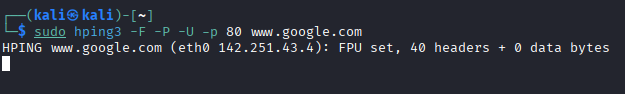 ┌──(kali㉿kali)-[~]
└─$ sudo hping3 -F -P -U -p 80 www.google.com
HPING www.google.com (eth0 142.251.43.4): FPU set, 40 headers + 0 data bytes